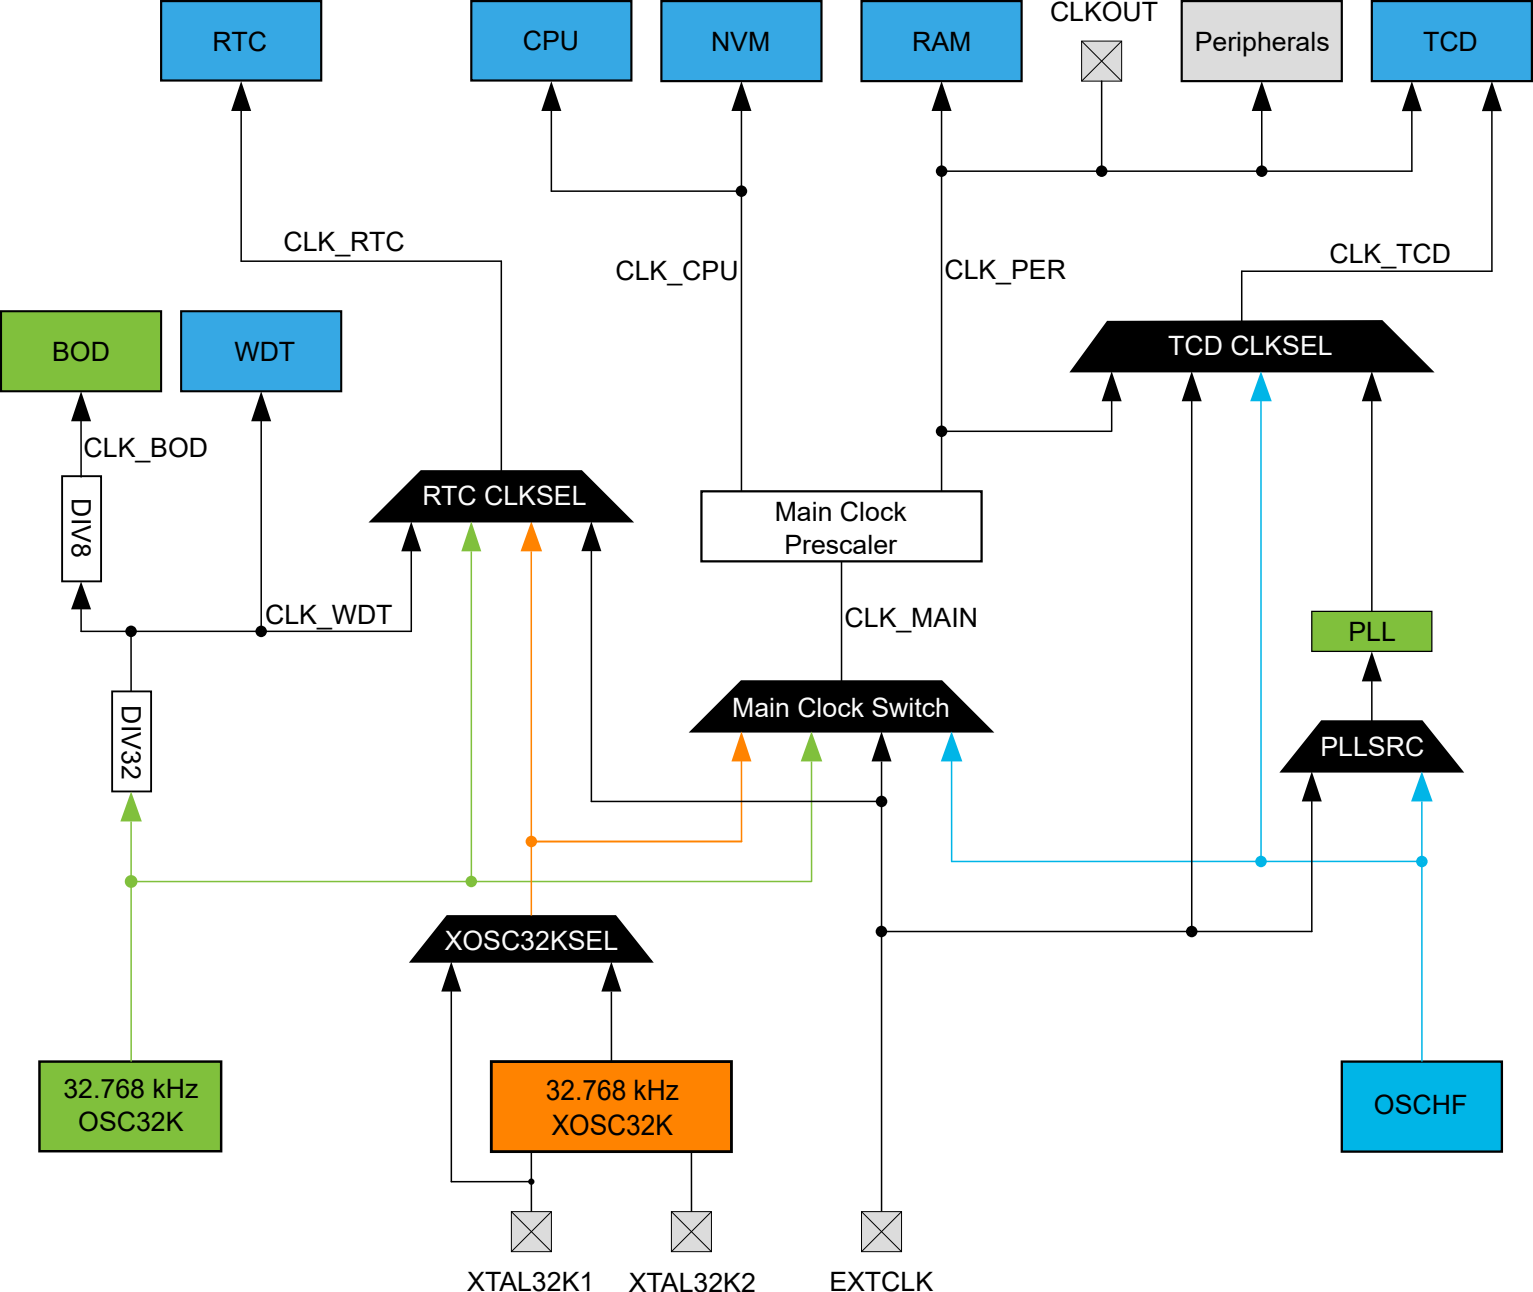 CLKOUT
RTC
CPU
NVM
RAM
Peripherals
TCD
CLK_RTC
CLK_CPU
CLK_PER
CLK_TCD
BOD
WDT
TCD CLKSEL
CLK_BOD
RTC CLKSEL
DIV8
Main Clock
Prescaler
CLK_WDT
CLK_MAIN
PLL
DIV32
Main Clock Switch
PLLSRC
XOSC32KSEL
32.768 kHz
OSC32K
32.768 kHz
XOSC32K
OSCHF
XTAL32K1
XTAL32K2
EXTCLK